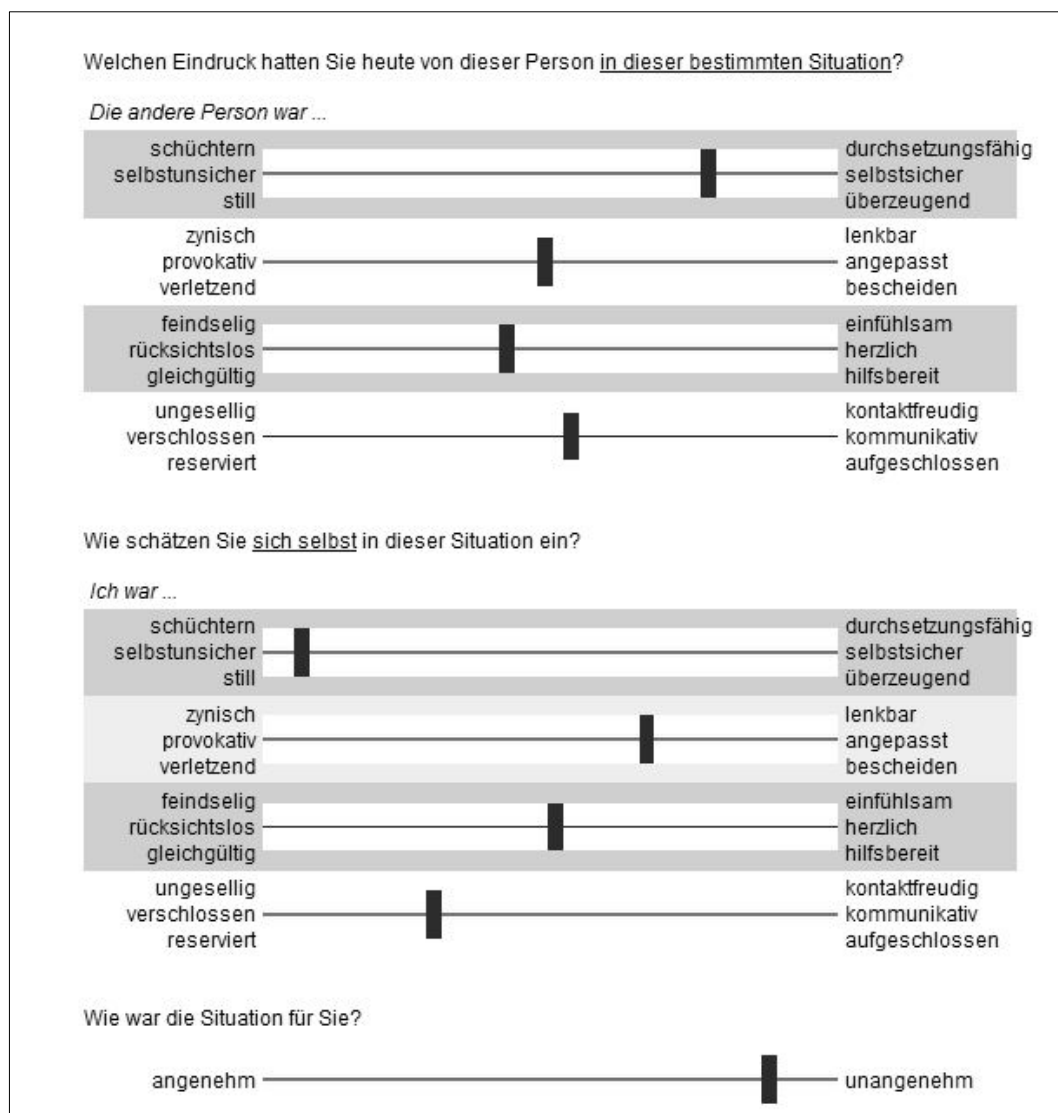 Welchen Eindruck hatten Sie heute von dieser Person in dieser bestimmten Situation?
Die andere Person war ...
schüchtern durchsetzungsfähig
selbstunsicher selbstsicher
still überzeugend
zynisch lenkbar
provokativ angepasst
verletzend bescheiden
feindselig einfühlsam
rücksichtslos herzlich
gleichgültig hilfsbereit
ungesellig kontaktfreudig
verschlossen kommunikativ
reserviert aufgeschlossen
Wie schätzen Sie sich selbst in dieser Situation ein?
Ich war ...
schüchtern durchsetzungsfähig
selbstunsicher selbstsicher
still überzeugend
zynisch lenkbar
provokativ angepasst
verletzend bescheiden
feindselig einfühlsam
rücksichtslos herzlich
gleichgültig hilfsbereit
ungesellig kontaktfreudig
verschlossen kommunikativ
reserviert aufgeschlossen
Wie war die Situation für Sie?
angenehm unangenehm